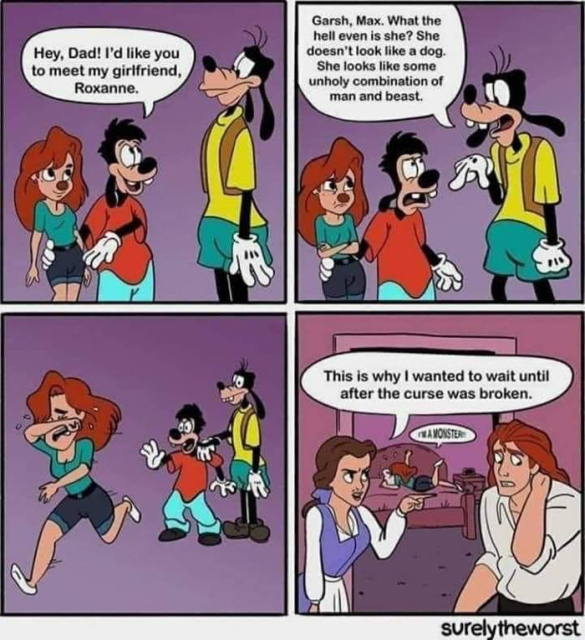 Hey, Dad! I'd like you
to meet my girlfriend,
Roxanne.
Garsh, Max. What the
hell even is she? She
doesn't look like a dog.
She looks like some
unholy combination of
man and beast.
This is why I wanted to wait until
after the curse was broken.
I'M A MONSTER!
surelytheworst